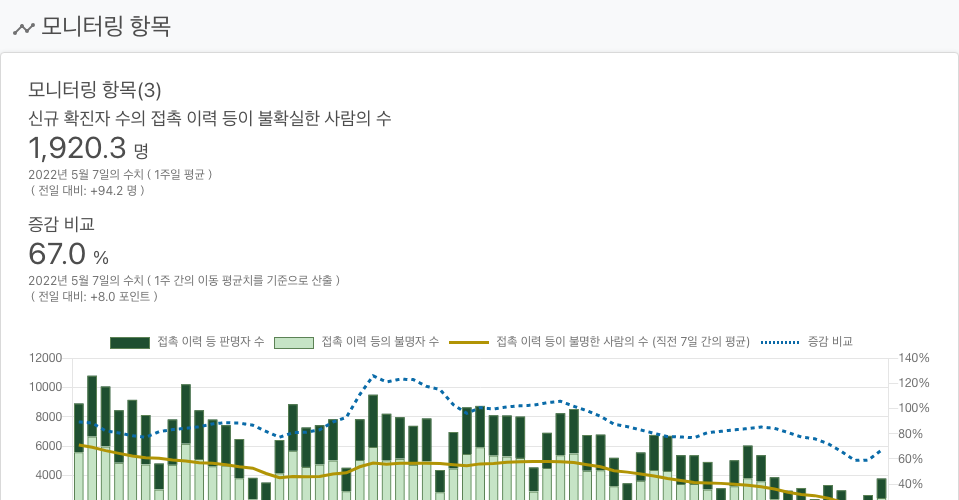 모니터링 항목
모니터링 항목(3)
신규 확진자 수의 접촉 이력 등이 불확실한 사람의 수
1,920.3 명
2022년 5월 7일의 수치 ( 1주일 평균 )
( 전일 대비: +94.2 명 )
증감 비교
67.0 %
2022년 5월 7일의 수치 ( 1주 간의 이동 평균치를 기준으로 산출 )
( 전일 대비: +8.0 포인트 )
접촉 이력 등 판명자 수 접촉 이력 등의 불명자 수 접촉 이력 등이 불명한 사람의 수 (직전 7일 간의 평균) 증감 비교
12000 140%
10000 120%
8000 100%
6000 80%
4000 60%
40%